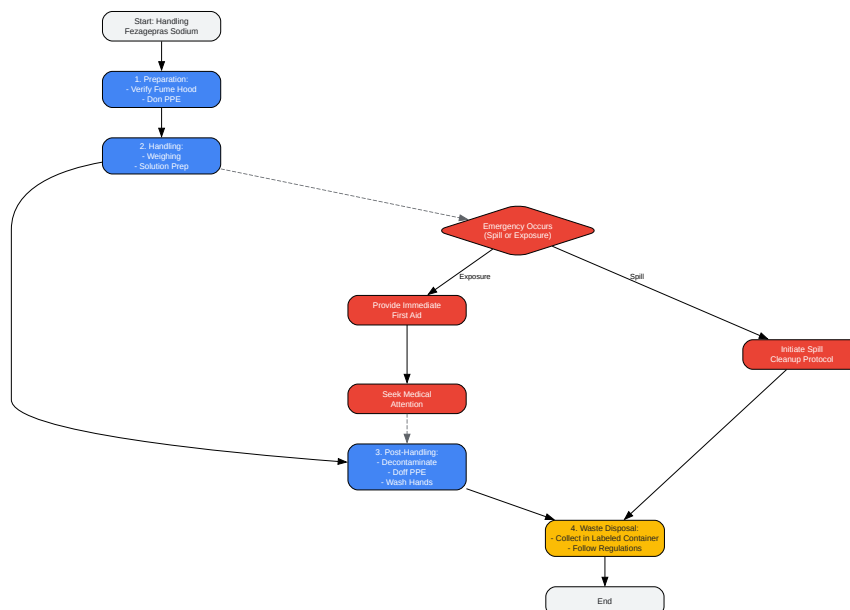 Start: Handling
Fezagepras Sodium
1. Preparation:
- Verify Fume Hood
- Don PPE
2. Handling:
- Weighing
- Solution Prep
Emergency Occurs
(Spill or Exposure)
Exposure
Spill
Provide Immediate
First Aid
Initiate Spill
Cleanup Protocol
Seek Medical
Attention
3. Post-Handling:
- Decontaminate
- Doff PPE
- Wash Hands
4. Waste Disposal:
- Collect in Labeled Container
- Follow Regulations
End